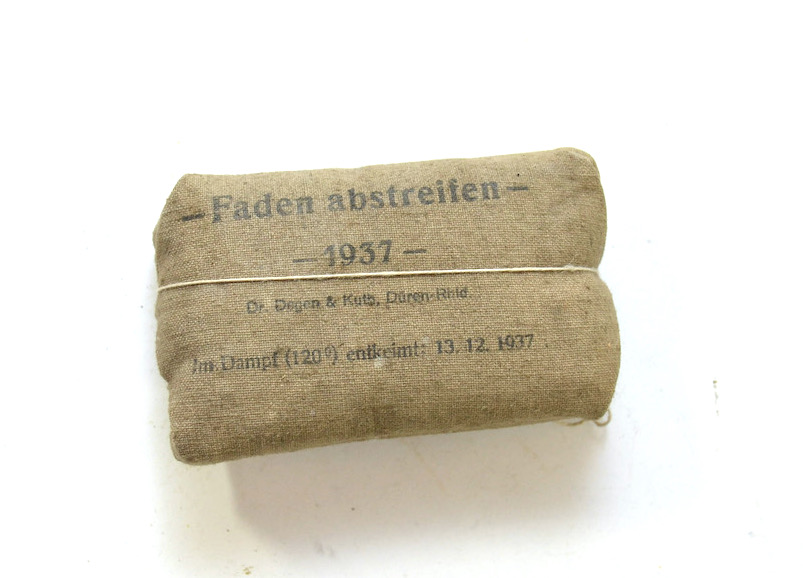 — Faden abstreifen —
— 1937 —
Dr. Degen & Kuth, Düren-Rhld.
Im Dampf (120°) entkeimt: 13. 12. 1937